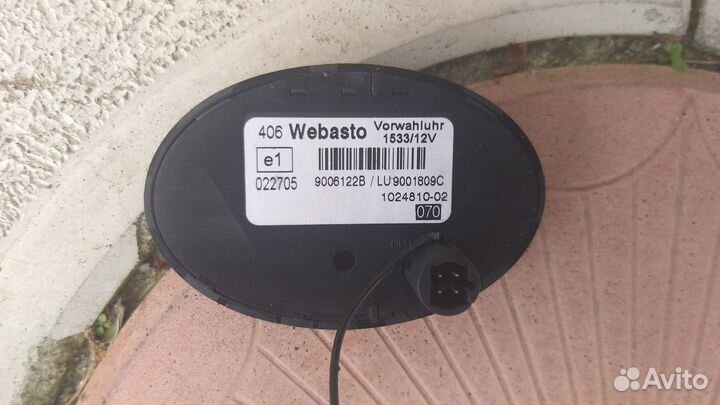 406 Webasto Vorwahluhr
1533/12V
e1
022705
9006122B / LU9001809C
1024810-02
070
Avito